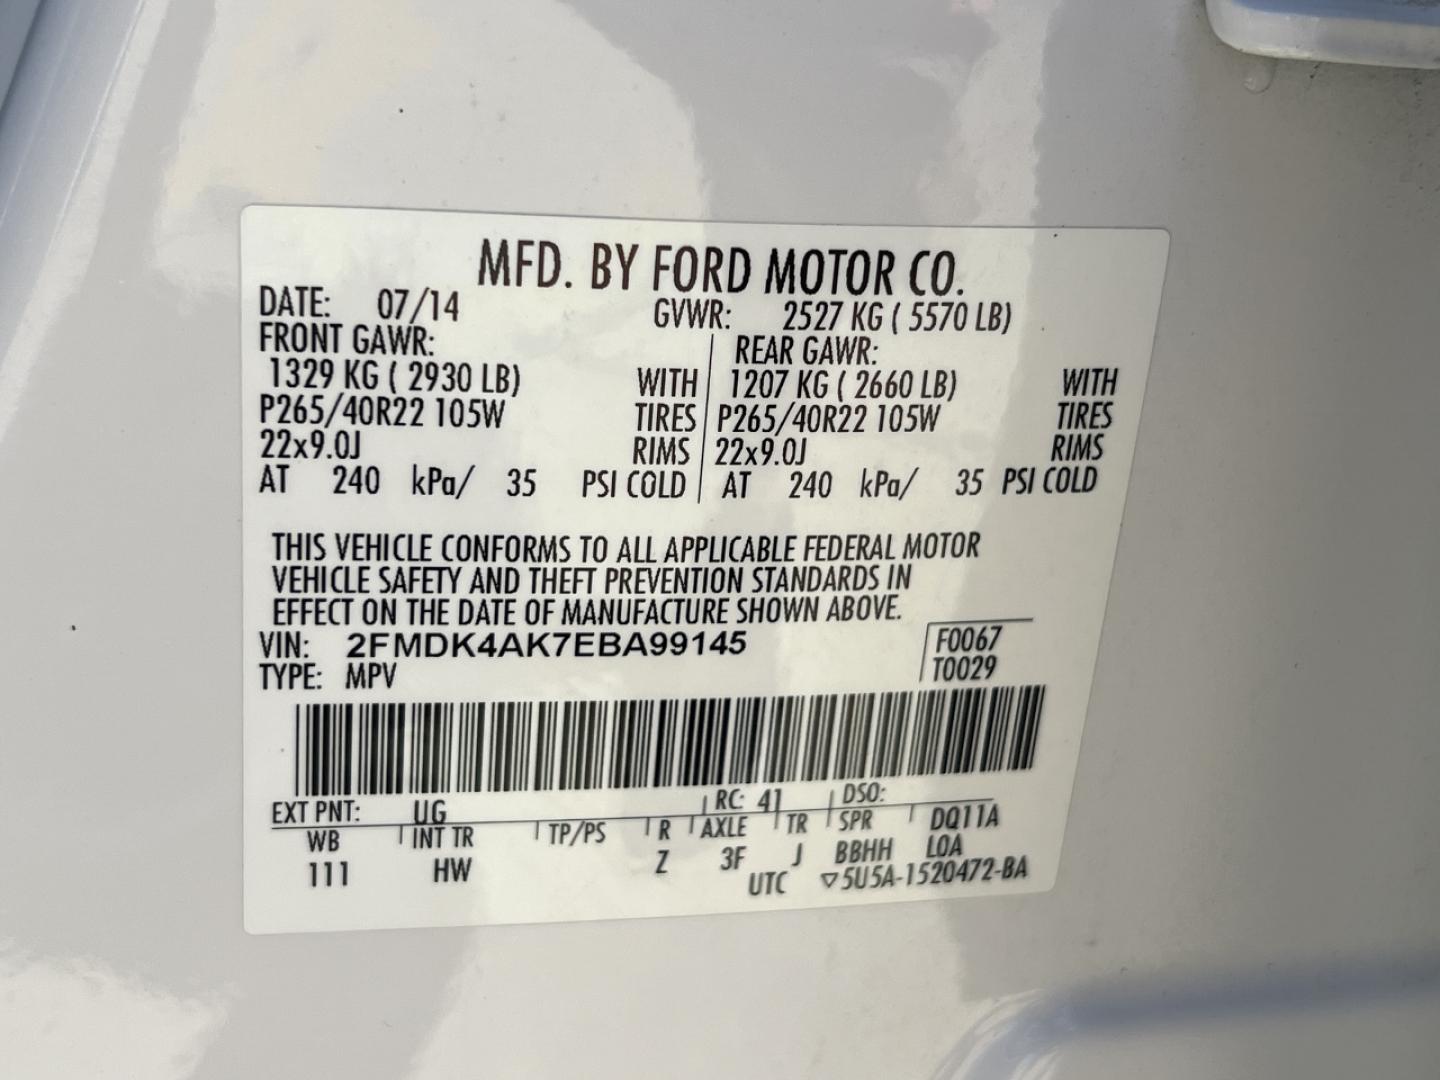 MFD. BY FORD MOTOR CO.
DATE: 07/14 GVWR: 2527 KG ( 5570 LB)
FRONT GAWR: REAR GAWR:
1329 KG ( 2930 LB) WITH 1207 KG ( 2660 LB) WITH
P265/40R22 105W TIRES P265/40R22 105W TIRES
22x9.0J RIMS 22x9.0J RIMS
AT 240 kPa/ 35 PSI COLD AT 240 kPa/ 35 PSI COLD
THIS VEHICLE CONFORMS TO ALL APPLICABLE FEDERAL MOTOR
VEHICLE SAFETY AND THEFT PREVENTION STANDARDS IN
EFFECT ON THE DATE OF MANUFACTURE SHOWN ABOVE.
VIN: 2FMDK4AK7EBA99145 F0067
TYPE: MPV T0029
EXT PNT: UG RC: 41 DSO:
WB INT TR TP/PS R AXLE TR SPR DQ11A
111 HW Z 3F J BBHH LOA
UTC ▽5U5A-1520472-BA